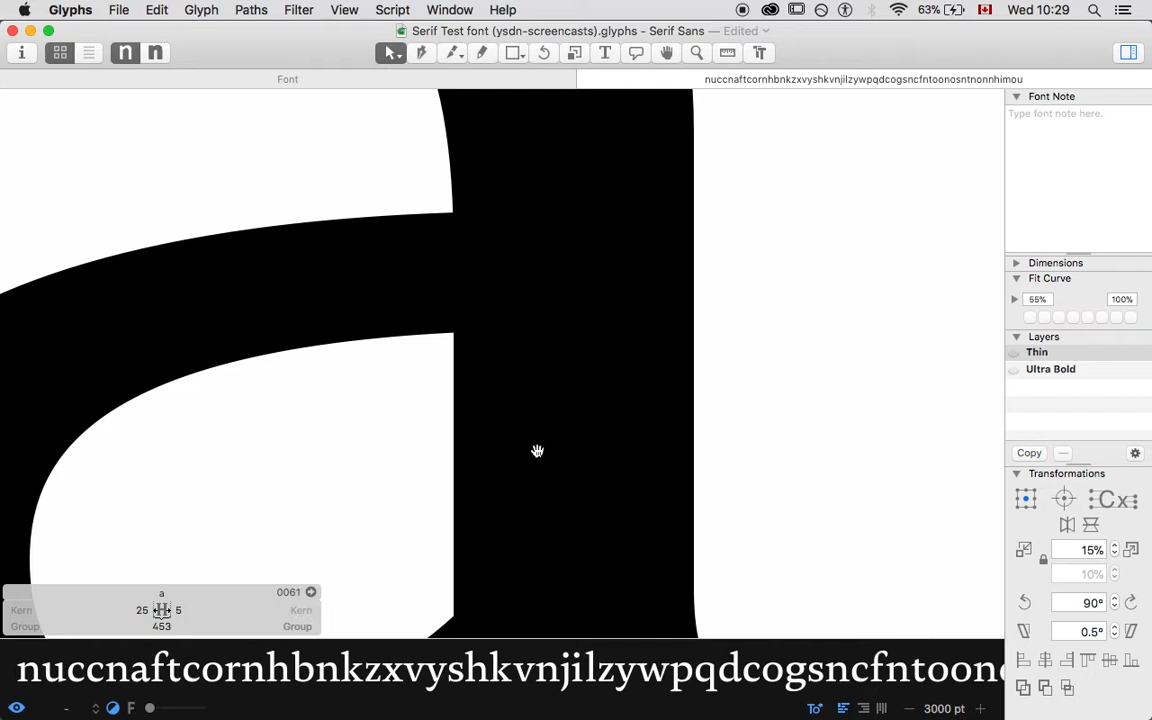 Glyphs File Edit Glyph Paths Filter View Script Window Help 63% Wed 10:29
Serif Test font (ysdn-screencasts).glyphs - Serif Sans — Edited
Font nuccnaftcornhbnkzxvyshkvnjilzywpqdcogsncfntoonosntnonnhimou
Font Note
Type font note here.
Dimensions
Fit Curve
55% 100%
Layers
Thin
Ultra Bold
Copy
Transformations
Cx
15%
10%
90°
0.5°
a 0061
Kern 25 H 5 Kern
Group 453 Group
nuccnaftcornhbnkzxvyshkvnjilzywpqdcogsncfntoono
- F 3000 pt